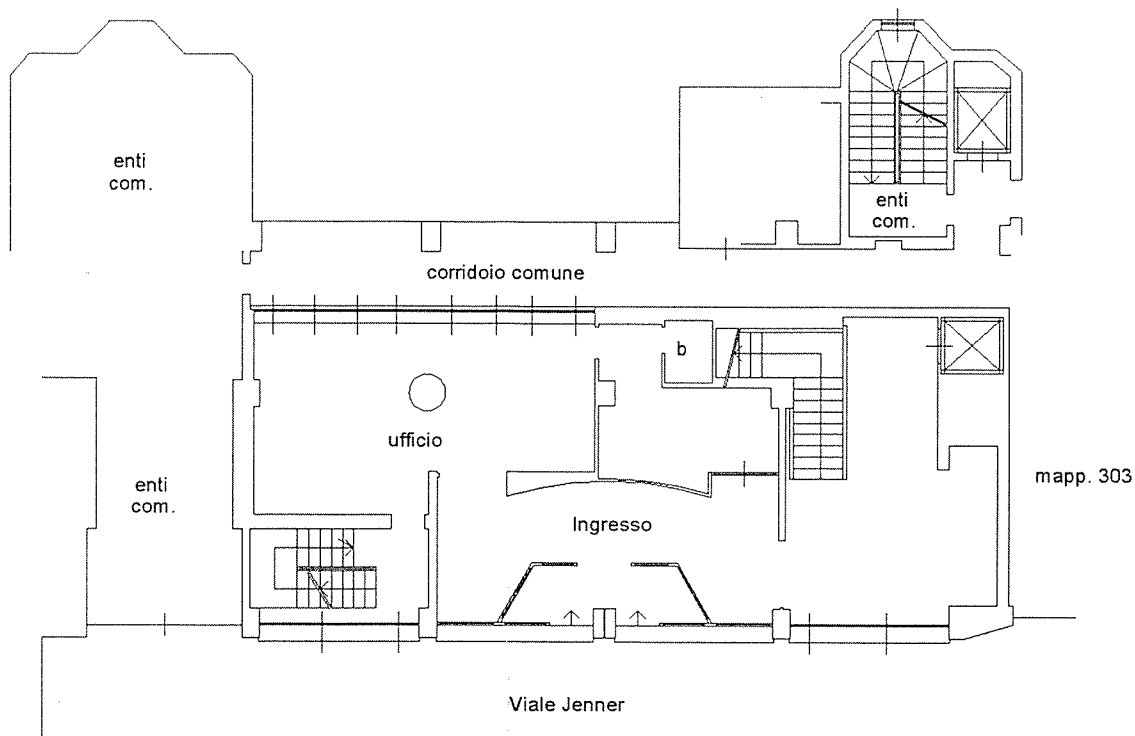 enti
com.
enti
com.
corridoio comune
b
ufficio
mapp. 303
enti
com.
Ingresso
Viale Jenner